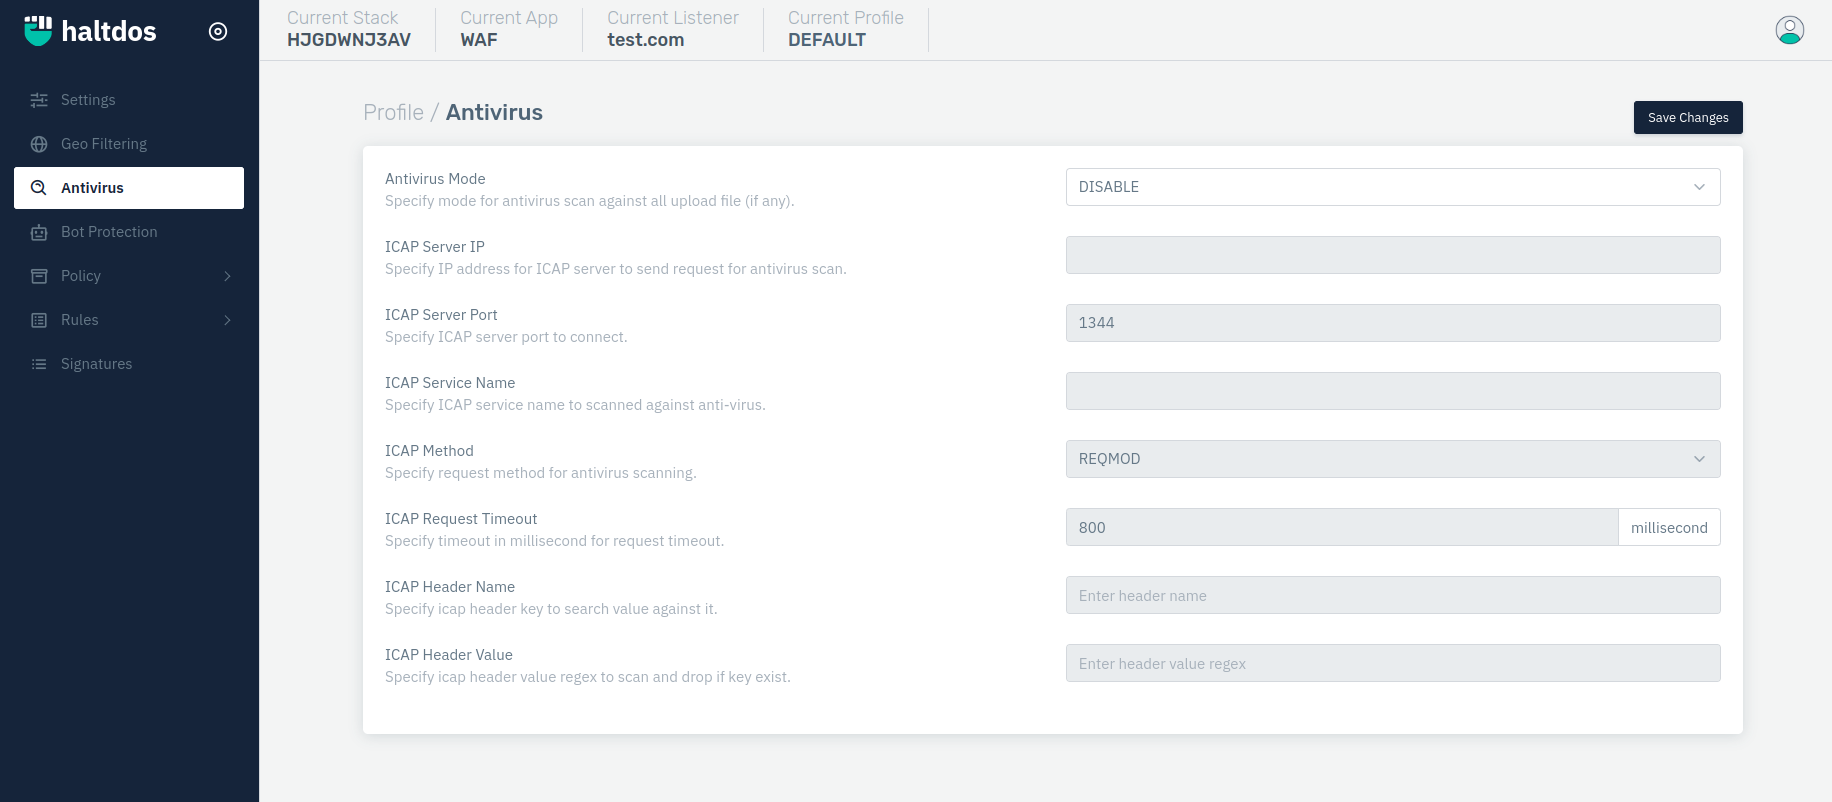 haltdos
Settings
Geo Filtering
Antivirus
Bot Protection
Policy
Rules
Signatures
Current Stack
HJGDWNJ3AV
Current App
WAF
Current Listener
test.com
Current Profile
DEFAULT
Profile / Antivirus
Save Changes
Antivirus Mode
Specify mode for antivirus scan against all upload file (if any).
DISABLE
ICAP Server IP
Specify IP address for ICAP server to send request for antivirus scan.
ICAP Server Port
Specify ICAP server port to connect.
1344
ICAP Service Name
Specify ICAP service name to scanned against anti-virus.
ICAP Method
Specify request method for antivirus scanning.
REQMOD
ICAP Request Timeout
Specify timeout in millisecond for request timeout.
800
millisecond
ICAP Header Name
Specify icap header key to search value against it.
Enter header name
ICAP Header Value
Specify icap header value regex to scan and drop if key exist.
Enter header value regex